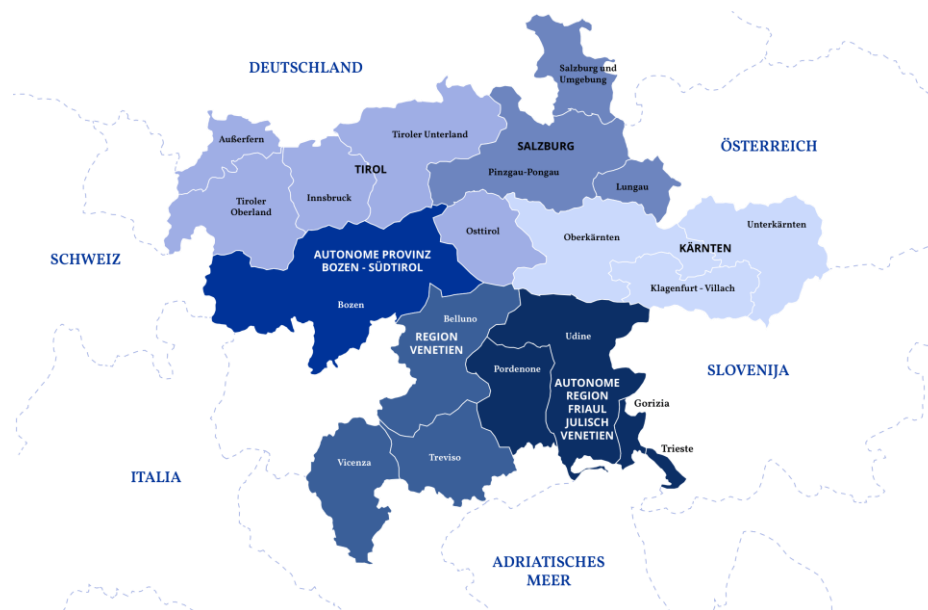 DEUTSCHLAND
Salzburg und
Umgebung
Außerfern
Tiroler Unterland
SALZBURG
ÖSTERREICH
TIROL
Pinzgau-Pongau
Lungau
Tiroler
Oberland
Innsbruck
Osttirol
Oberkärnten
Unterkärnten
KÄRNTEN
SCHWEIZ
AUTONOME PROVINZ
BOZEN - SÜDTIROL
Klagenfurt - Villach
Bozen
Belluno
REGION
VENETIEN
Udine
Pordenone
SLOVENIJA
AUTONOME
REGION
FRIAUL
JULISCH
VENETIEN
Gorizia
Trieste
Vicenza
Treviso
ITALIA
ADRIATISCHES
MEER